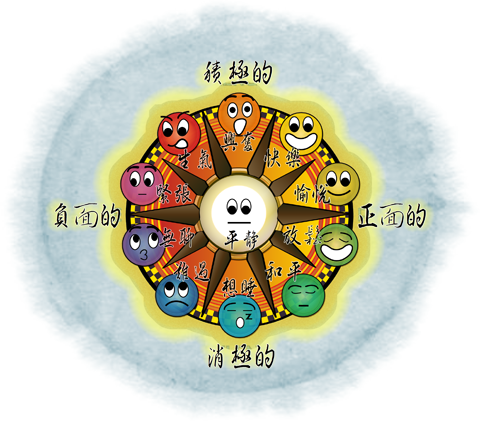 積極的
興奮
生氣
快樂
緊張
愉悅
負面的
正面的
平靜
無聊
放鬆
難過
和平
想睡
z
消極的